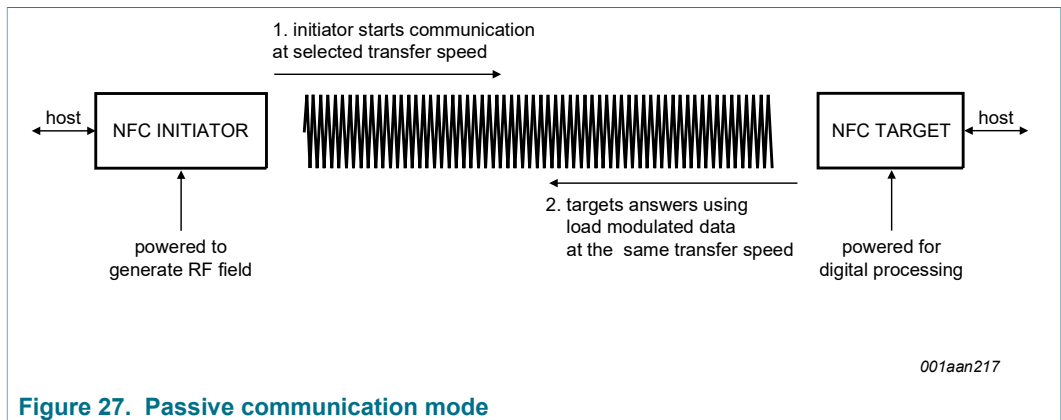 1. initiator starts communication
at selected transfer speed
host
NFC INITIATOR
NFC TARGET
host
2. targets answers using
load modulated data
at the same transfer speed
powered to
generate RF field
powered for
digital processing
001aan217
Figure 27. Passive communication mode